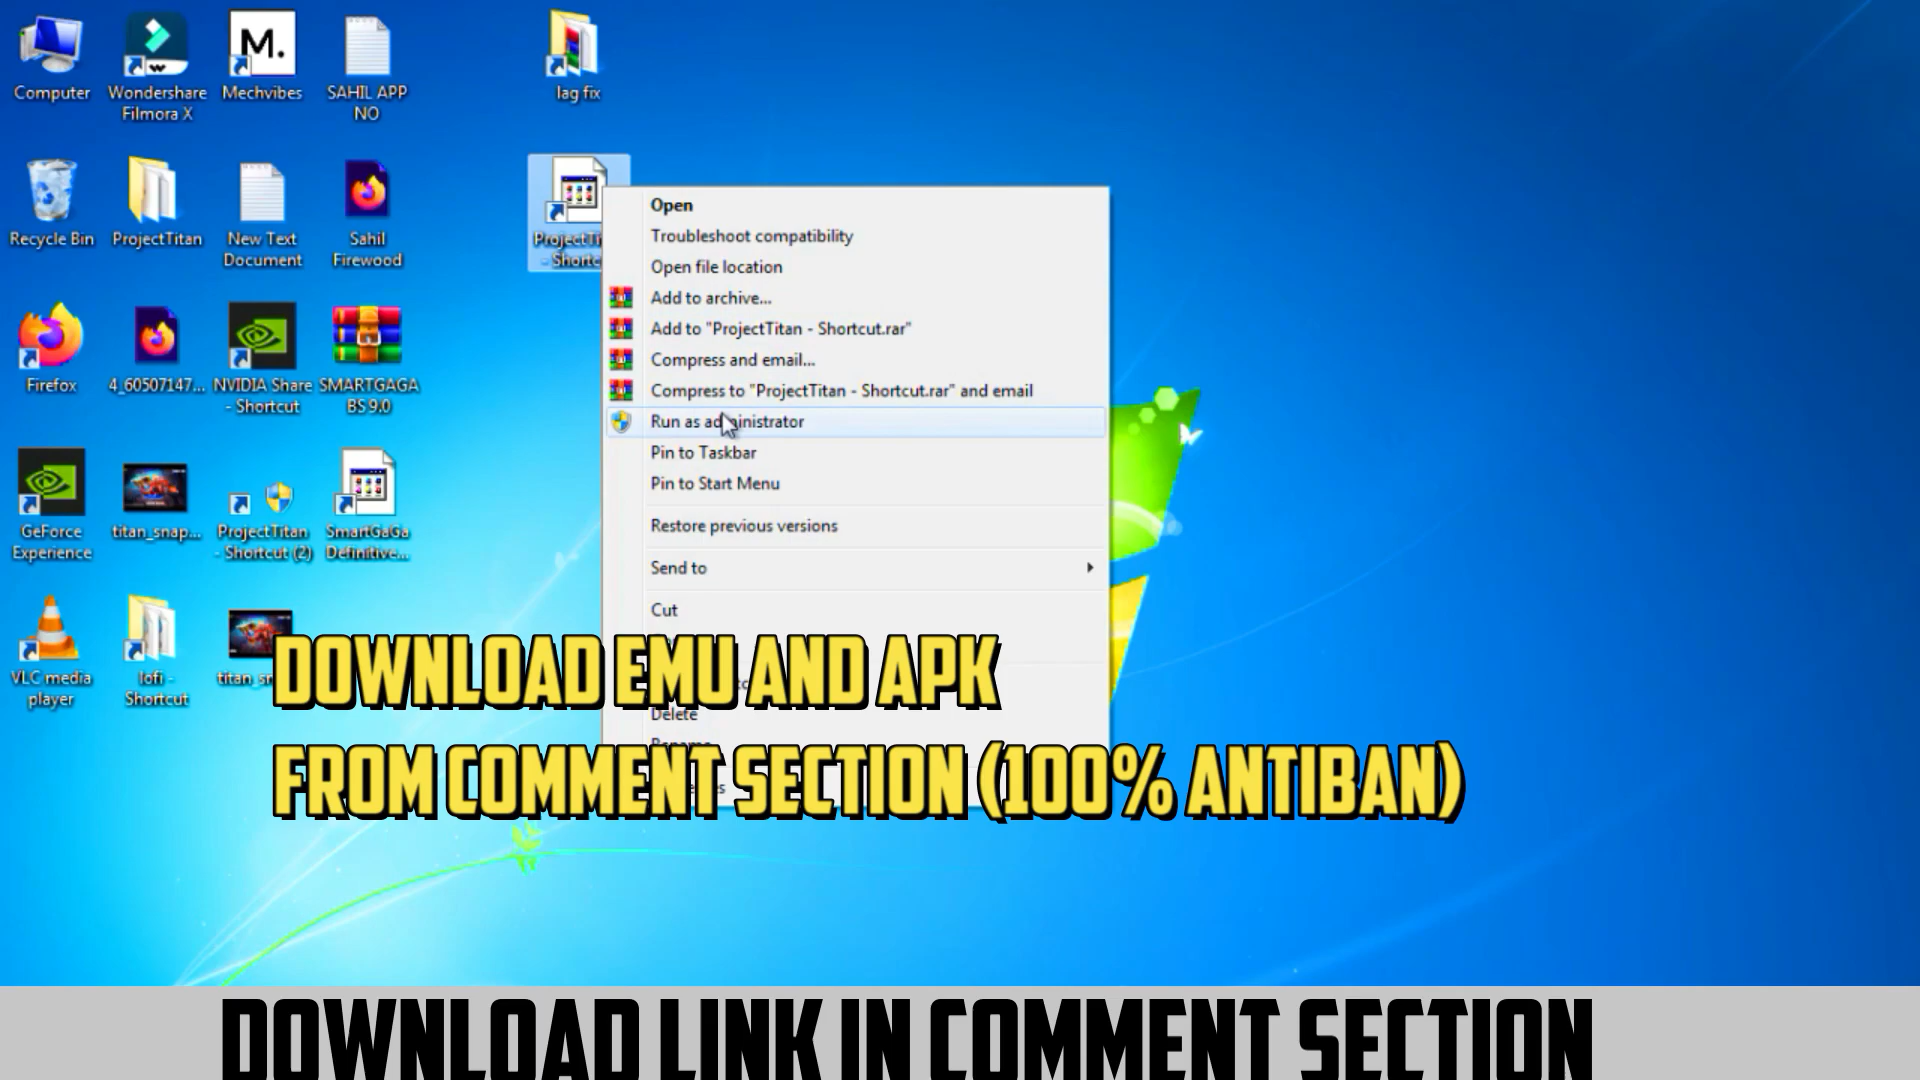 M.
Computer
Wondershare
Filmora X
Mechvibes
SAHIL APP
NO
lag fix
Recycle Bin
ProjectTitan
New Text
Document
Sahil
Firewood
Firefox
4_60507147...
NVIDIA Share
- Shortcut
SMARTGAGA
BS 9.0
GeForce
Experience
titan_snap...
ProjectTitan
- Shortcut (2)
SmartGaGa
Definitive...
VLC media
player
lofi -
Shortcut
Open
Troubleshoot compatibility
Open file location
Add to archive...
Add to "ProjectTitan - Shortcut.rar"
Compress and email...
Compress to "ProjectTitan - Shortcut.rar" and email
Run as administrator
Pin to Taskbar
Pin to Start Menu
Restore previous versions
Send to
Cut
Delete
DOWNLOAD EMU AND APK
FROM COMMENT SECTION (100% ANTIBAN)
DOWNLOAD LINK IN COMMENT SECTION